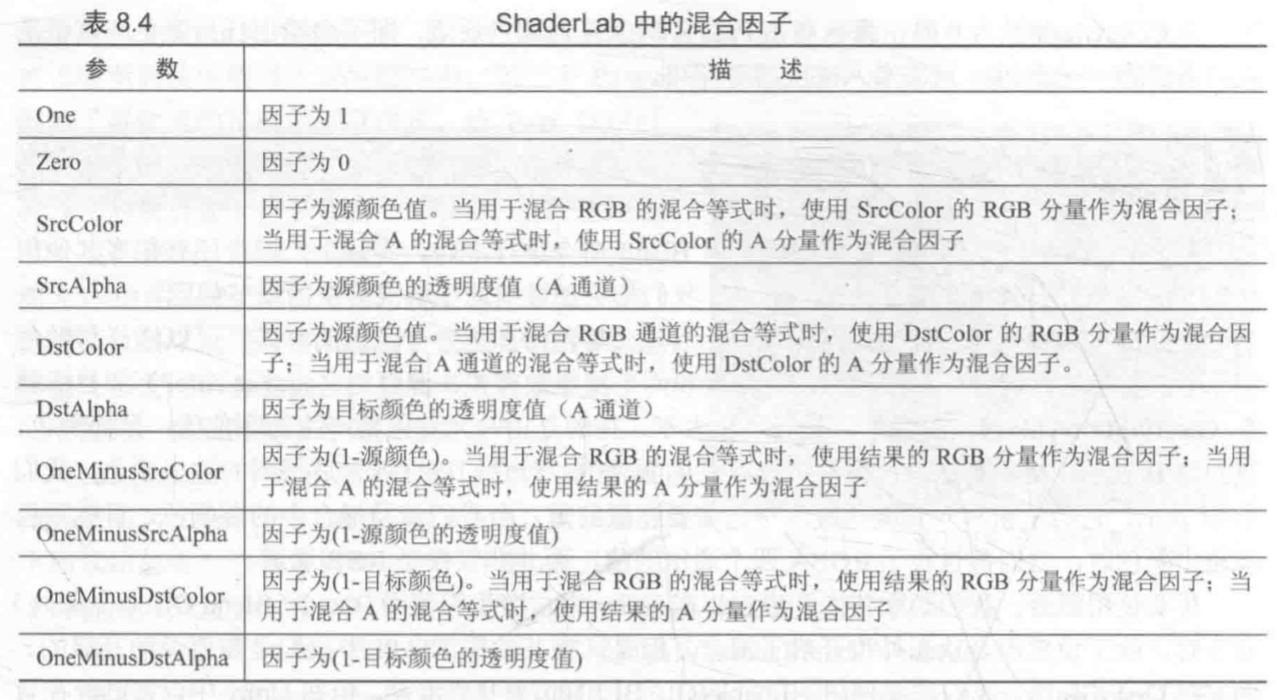 表 8.4 ShaderLab 中的混合因子
参 数 描 述
One 因子为 1
Zero 因子为 0
SrcColor 因子为源颜色值。当用于混合 RGB 的混合等式时，使用 SrcColor 的 RGB 分量作为混合因子；
当用于混合 A 的混合等式时，使用 SrcColor 的 A 分量作为混合因子
SrcAlpha 因子为源颜色的透明度值（A 通道）
DstColor 因子为源颜色值。当用于混合 RGB 通道的混合等式时，使用 DstColor 的 RGB 分量作为混合因
子；当用于混合 A 通道的混合等式时，使用 DstColor 的 A 分量作为混合因子。
DstAlpha 因子为目标颜色的透明度值（A 通道）
OneMinusSrcColor 因子为(1-源颜色)。当用于混合 RGB 的混合等式时，使用结果的 RGB 分量作为混合因子；当用
于混合 A 的混合等式时，使用结果的 A 分量作为混合因子
OneMinusSrcAlpha 因子为(1-源颜色的透明度值)
OneMinusDstColor 因子为(1-目标颜色)。当用于混合 RGB 的混合等式时，使用结果的 RGB 分量作为混合因子；当
用于混合 A 的混合等式时，使用结果的 A 分量作为混合因子
OneMinusDstAlpha 因子为(1-目标颜色的透明度值)